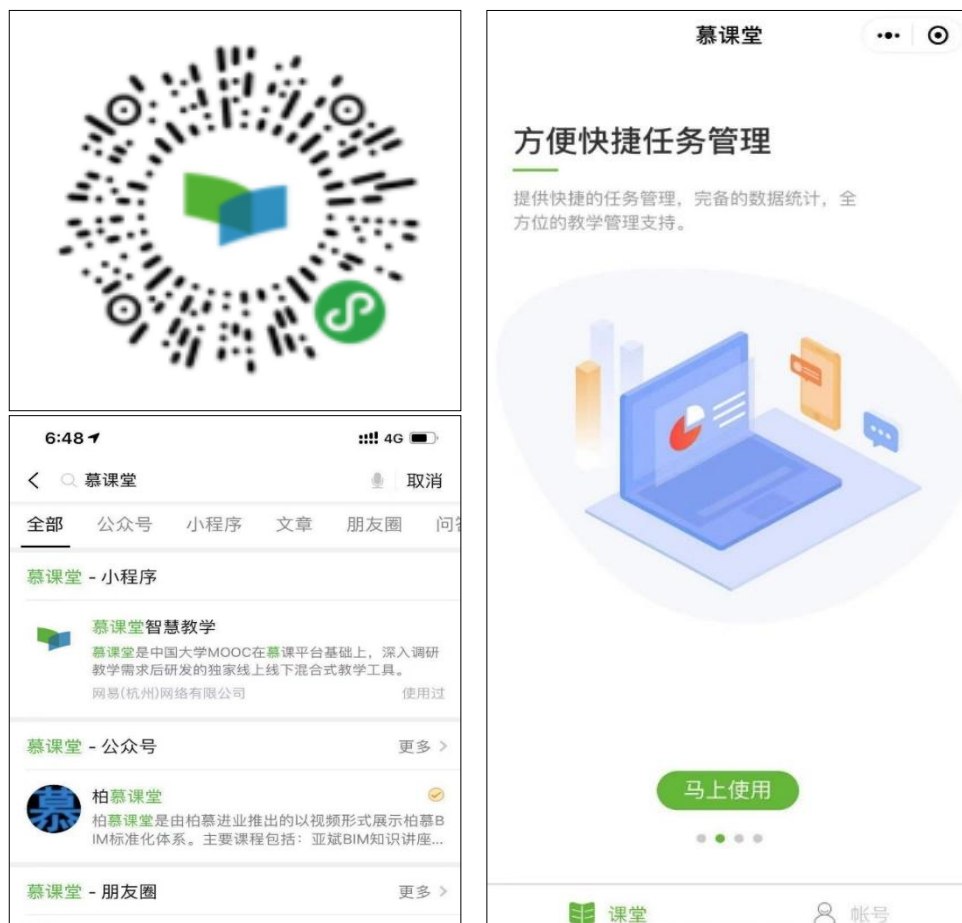 6:48
4G
慕课堂
取消
全部 公众号 小程序 文章 朋友圈
慕课堂 - 小程序
慕课堂智慧教学
慕课堂是中国大学MOOC在慕课平台基础上，深入调研
教学需求后研发的独家线上线下混合式教学工具。
网易(杭州)网络有限公司 使用过
慕课堂 - 公众号 更多
慕
柏慕课堂
柏慕课堂是由柏慕进业推出的以视频形式展示柏慕B
IM标准化体系。主要课程包括：亚斌BIM知识讲座...
慕课堂 - 朋友圈 更多
慕课堂
方便快捷任务管理
提供快捷的任务管理，完备的数据统计，全
方位的教学管理支持。
马上使用
课堂 帐号